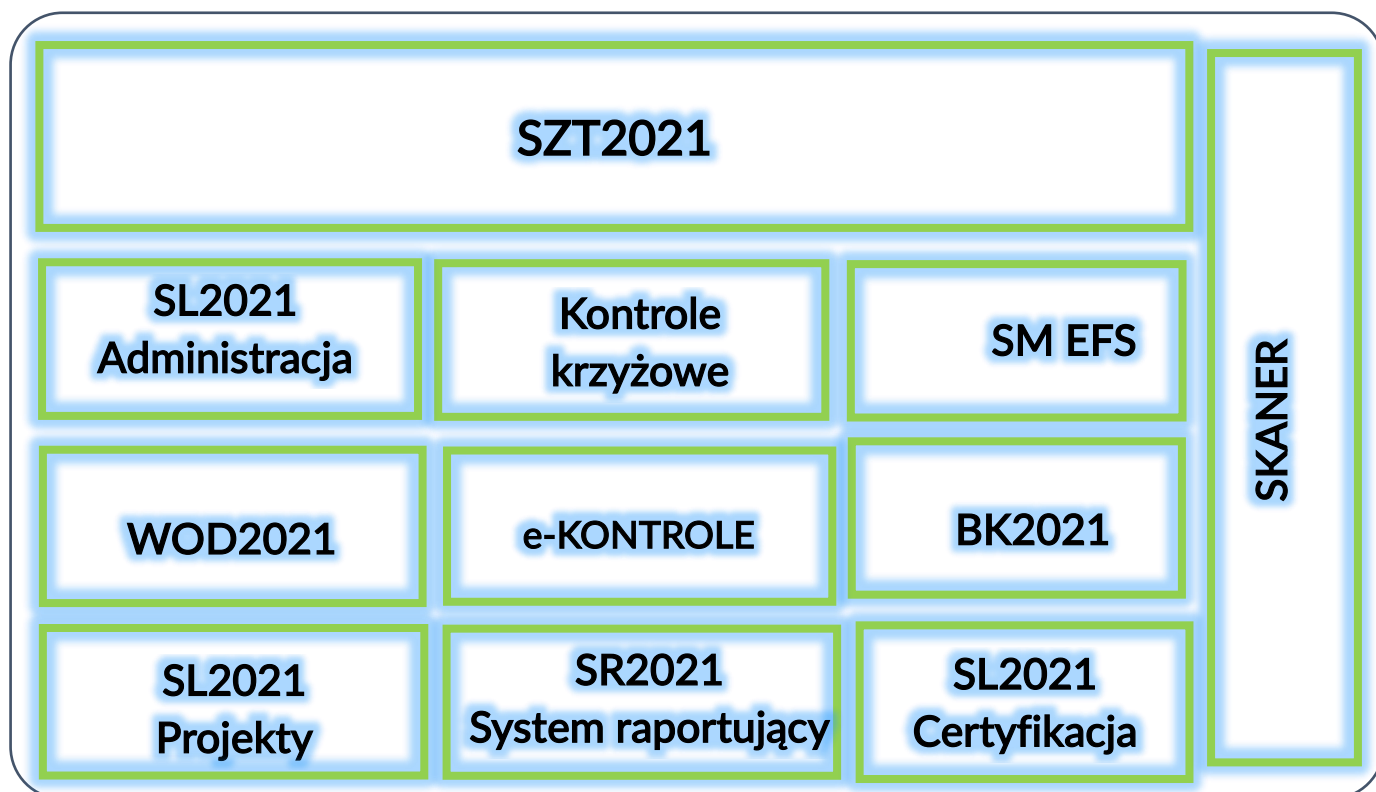 SZT2021
SL2021
Administracja
Kontrole
krzyżowe
SM EFS
WOD2021
e-KONTROLE
BK2021
SL2021
Projekty
SR2021
System raportujący
SL2021
Certyfikacja
SKANER